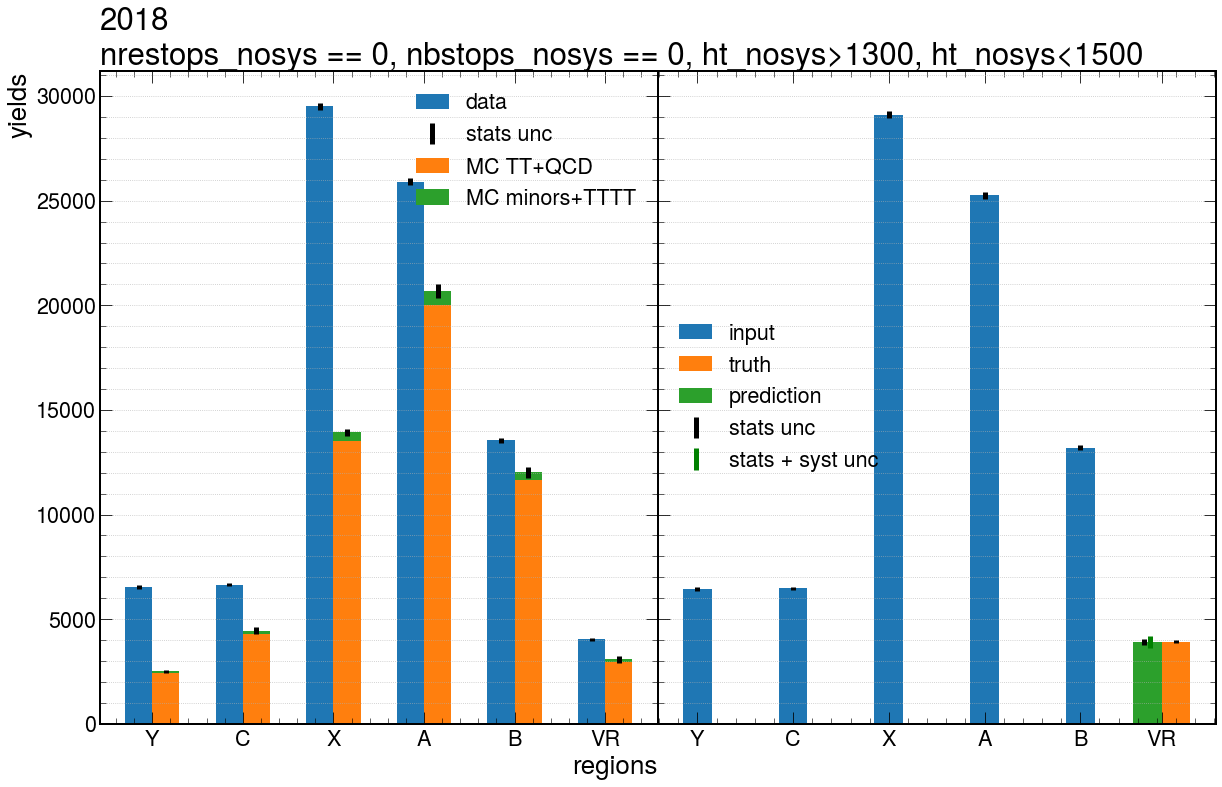 2018
nrestops_nosys == 0, nbstops_nosys == 0, ht_nosys>1300, ht_nosys<1500
yields
30000
25000
20000
15000
10000
5000
0
data
stats unc
MC TT+QCD
MC minors+TTTT
input
truth
prediction
stats unc
stats + syst unc
Y C X A B VR
Y C X A B VR
regions